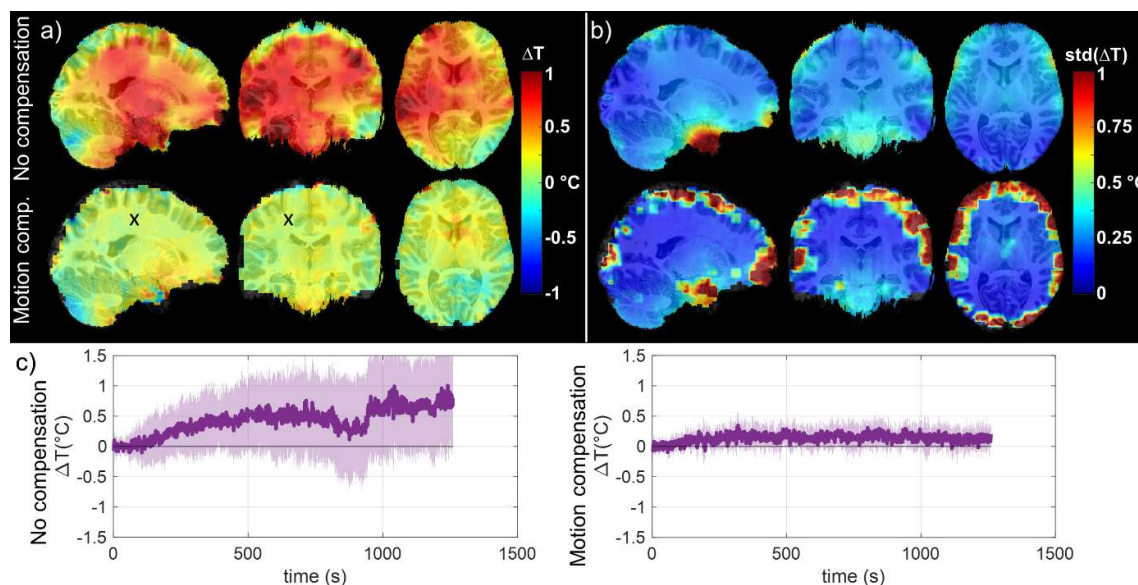 a)
No compensation
ΔT
1
0.5
0 °C
-0.5
-1
b)
std(ΔT)
1
0.75
0.5 °C
0.25
0
Motion comp.
x
x
c)
No compensation
ΔT(°C)
1.5
1
0.5
0
-0.5
-1
-1.5
0 500 1000 1500
time (s)
Motion compensation
ΔT(°C)
1.5
1
0.5
0
-0.5
-1
-1.5
0 500 1000 1500
time (s)